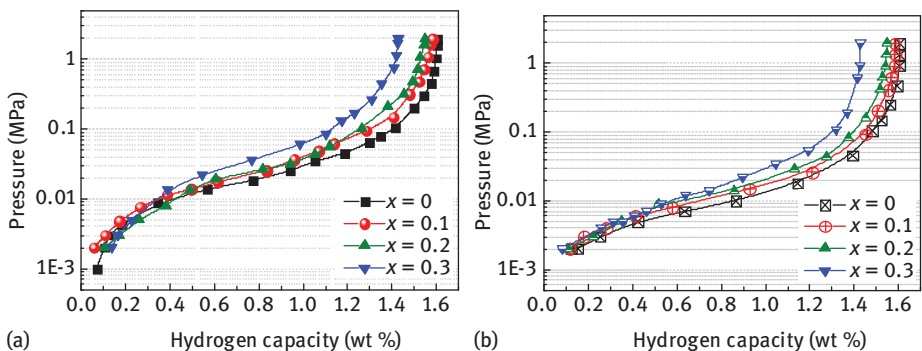 Pressure (MPa)
1
0.1
0.01
1E-3
x = 0
x = 0.1
x = 0.2
x = 0.3
0.0 0.2 0.4 0.6 0.8 1.0 1.2 1.4 1.6
(a) Hydrogen capacity (wt %)
Pressure (MPa)
1
0.1
0.01
1E-3
x = 0
x = 0.1
x = 0.2
x = 0.3
0.0 0.2 0.4 0.6 0.8 1.0 1.2 1.4 1.6
(b) Hydrogen capacity (wt %)